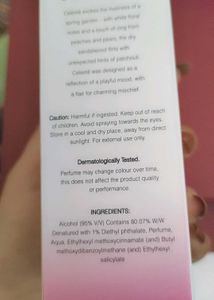 Celeste evokes the freshness of a
spring garden - with white floral
notes and a touch of icing from
peaches and pears, the dry
sandalwood hints with
unexpected hints of patchouli.
Celeste was designed as a
reflection of a playful mood, with
a flair for charming mischief.
Caution: Harmful if ingested. Keep out of reach
of children. Avoid spraying towards the eyes.
Store in a cool and dry place, away from direct
sunlight. For external use only.
Dermatologically Tested.
Perfume may change colour over time,
this does not affect the product quality
or performance.
INGREDIENTS:
Alcohol (95% V/V) Contains 80.07% W/W
Denatured with 1% Diethyl phthalate, Perfume,
Aqua, Ethylhexyl methoxycinnamate (and) Butyl
methoxydibenzoylmethane (and) Ethylhexyl
salicylate